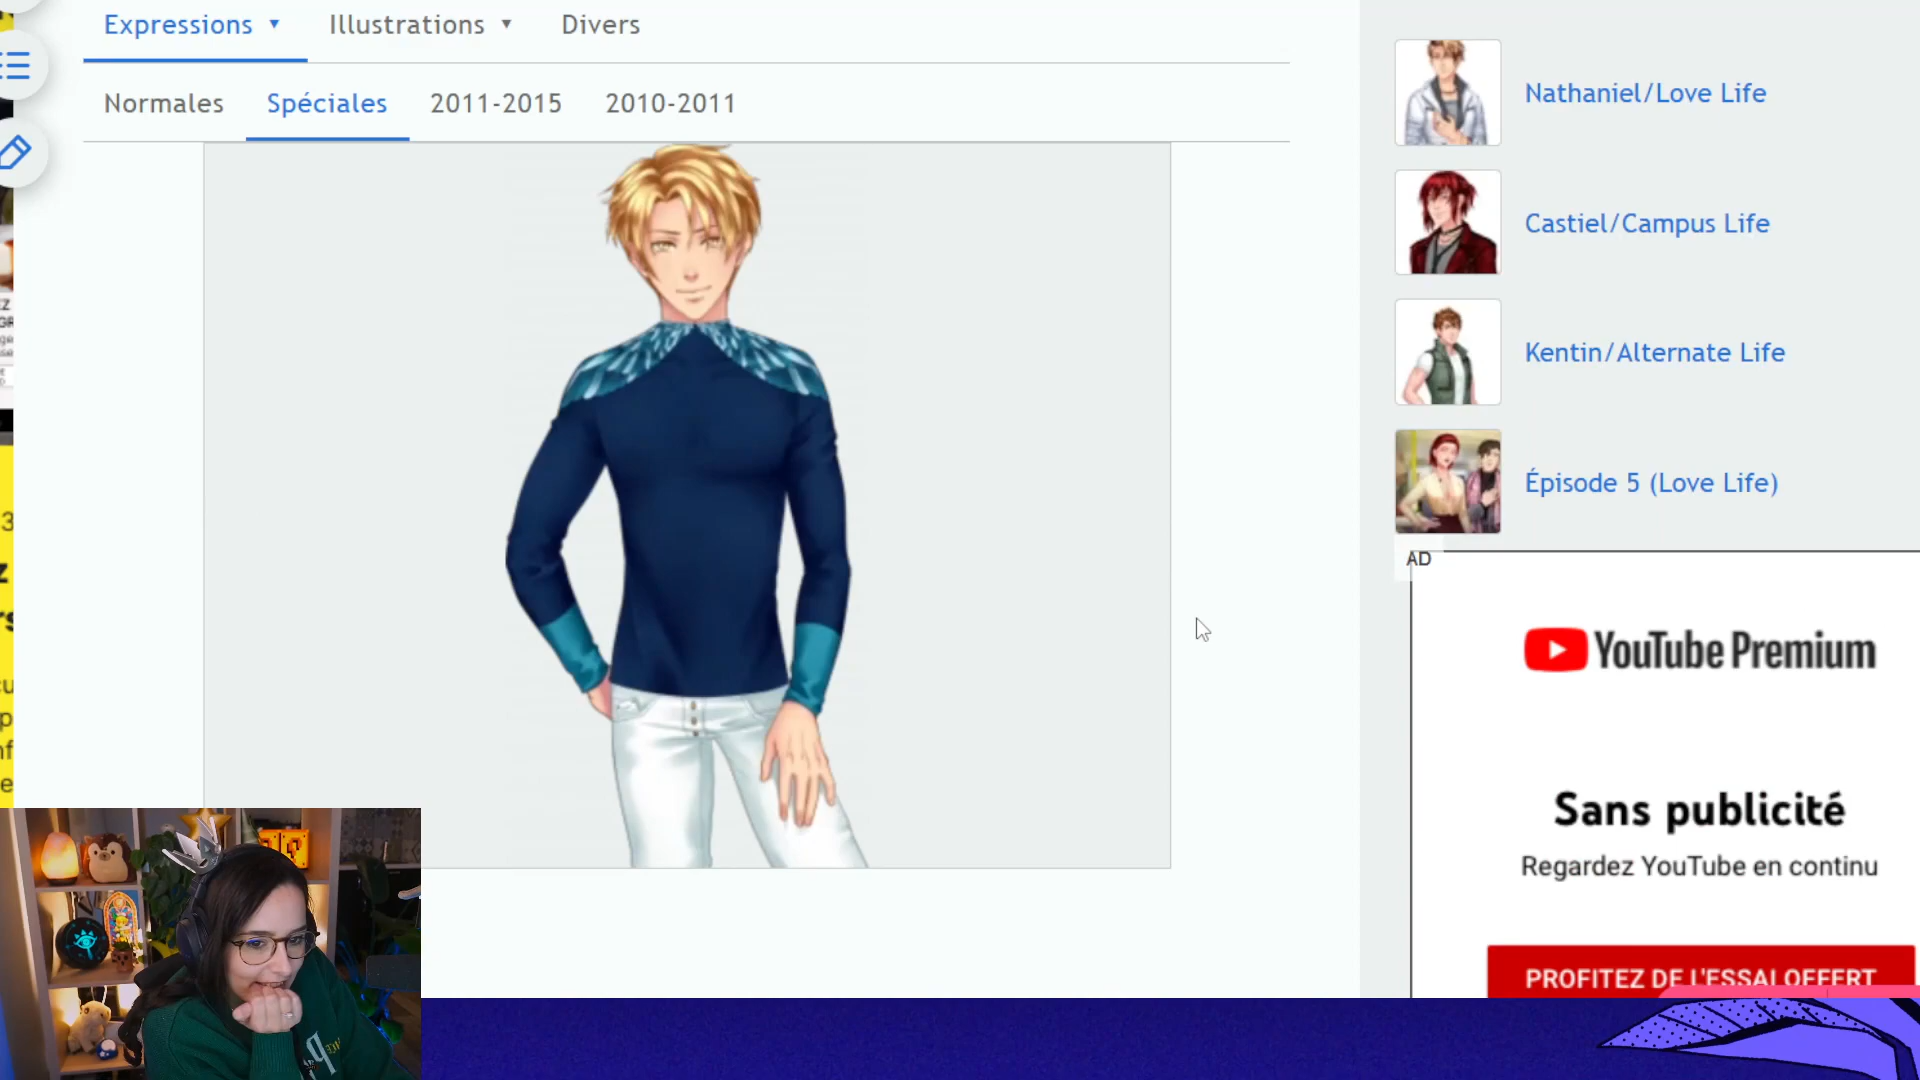 Expressions
Illustrations
Divers
Normales
Spéciales
2011-2015
2010-2011
Nathaniel/Love Life
Castiel/Campus Life
Kentin/Alternate Life
Épisode 5 (Love Life)
AD
YouTube Premium
Sans publicité
Regardez YouTube en continu
PROFITEZ DE L'ESSAI OFFERT